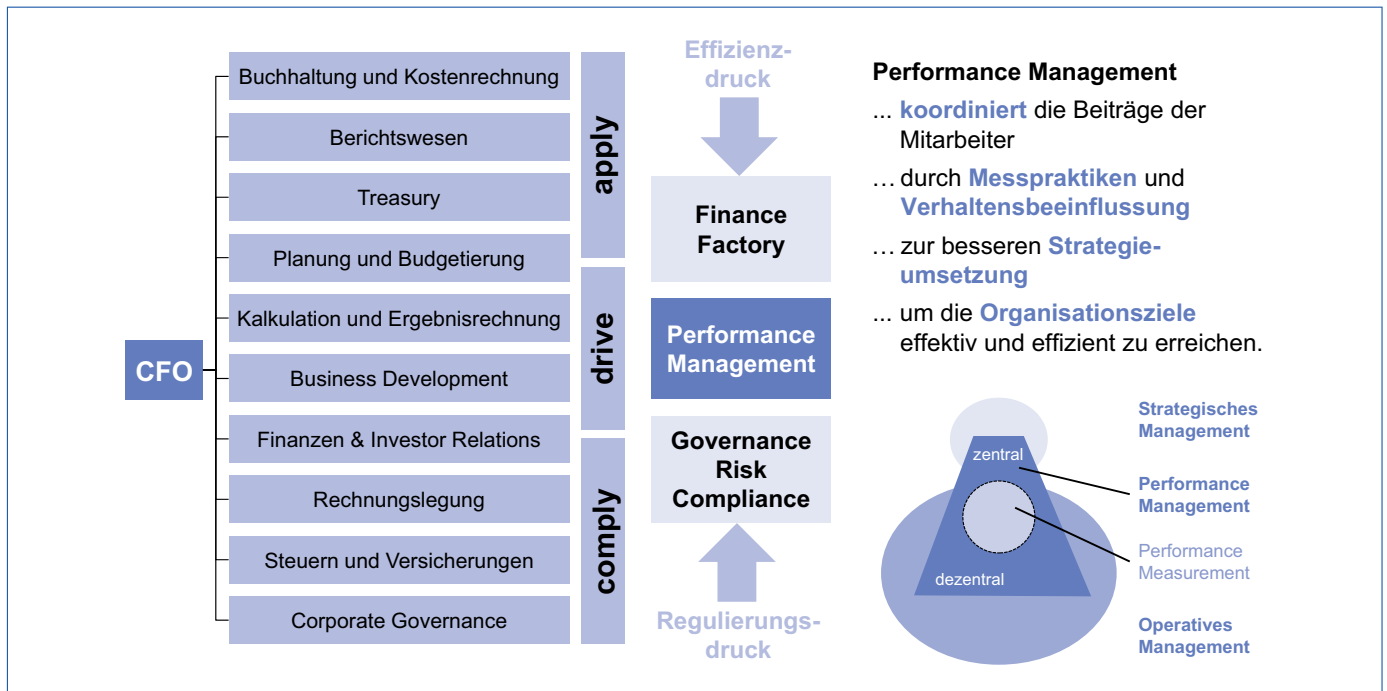 CFO
Buchhaltung und Kostenrechnung
Berichtswesen
Treasury
Planung und Budgetierung
Kalkulation und Ergebnisrechnung
Business Development
Finanzen & Investor Relations
Rechnungslegung
Steuern und Versicherungen
Corporate Governance
apply
drive
comply
Effizienz-
druck
Finance
Factory
Performance
Management
Governance
Risk
Compliance
Regulierungs-
druck
Performance Management
... koordiniert die Beiträge der
Mitarbeiter
... durch Messpraktiken und
Verhaltensbeeinflussung
... zur besseren Strategie-
umsetzung
... um die Organisationsziele
effektiv und effizient zu erreichen.
zentral
dezentral
Strategisches
Management
Performance
Management
Performance
Measurement
Operatives
Management